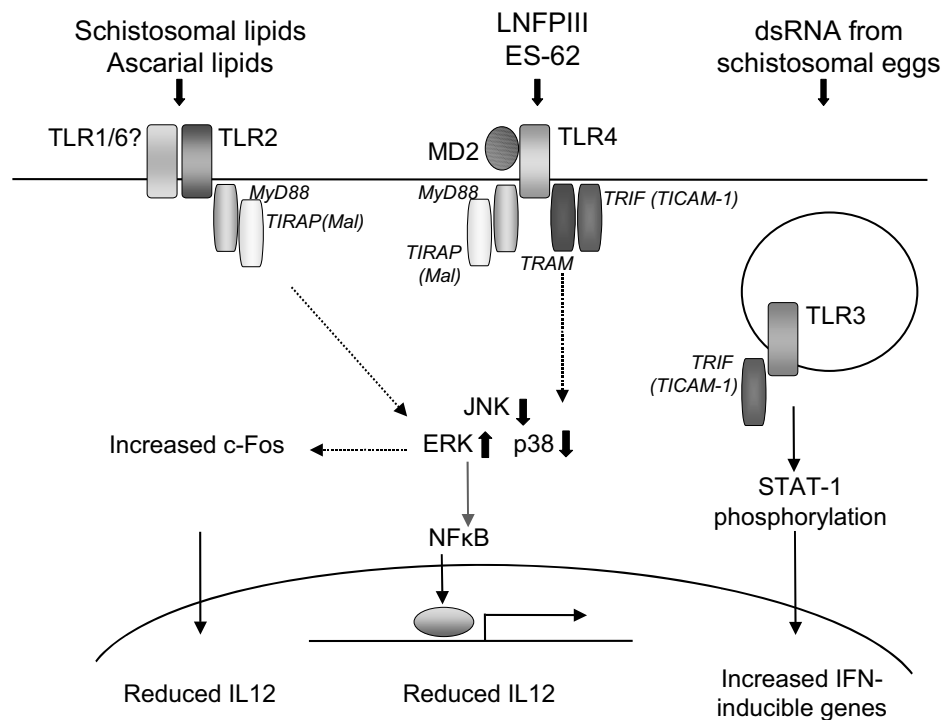 Schistosomal lipids
Ascarial lipids
LNFPIII
ES-62
dsRNA from
schistosomal eggs
TLR1/6?
TLR2
MD2
TLR4
MyD88
TIRAP(Mal)
MyD88
TIRAP
(Mal)
TRAM
TRIF (TICAM-1)
TLR3
TRIF
(TICAM-1)
JNK
ERK
p38
Increased c-Fos
NFκB
STAT-1
phosphorylation
Reduced IL12
Reduced IL12
Increased IFN-
inducible genes